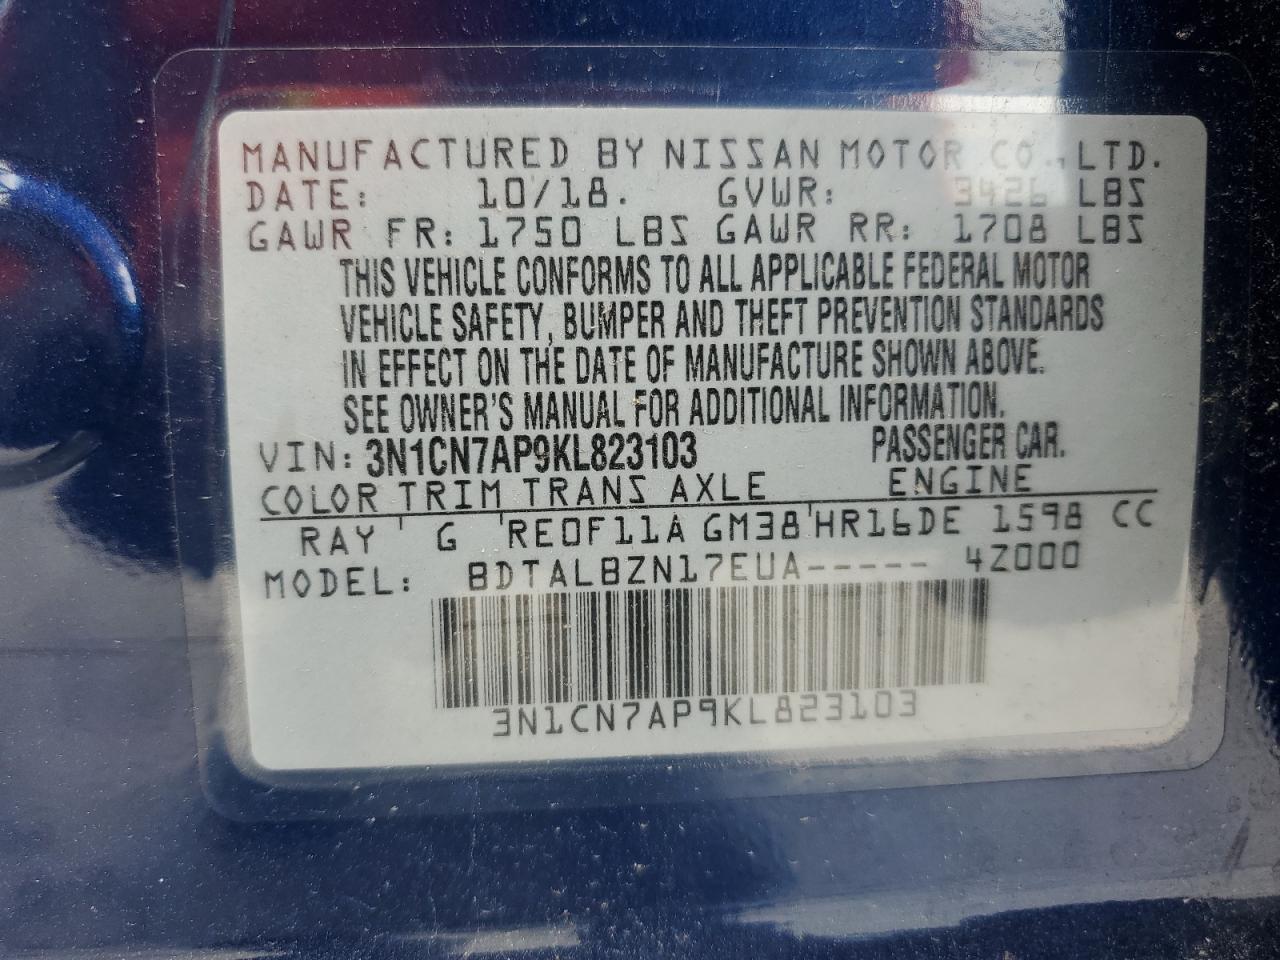 MANUFACTURED BY NISSAN MOTOR CO.,LTD.
DATE: 10/18. GVWR: 3426 LBS
GAWR FR: 1750 LBS GAWR RR: 1708 LBS
THIS VEHICLE CONFORMS TO ALL APPLICABLE FEDERAL MOTOR
VEHICLE SAFETY, BUMPER AND THEFT PREVENTION STANDARDS
IN EFFECT ON THE DATE OF MANUFACTURE SHOWN ABOVE.
SEE OWNER'S MANUAL FOR ADDITIONAL INFORMATION.
VIN: 3N1CN7AP9KL823103 PASSENGER CAR.
COLOR TRIM TRANS AXLE ENGINE
RAY ' G 'RE0F11A GM38'HR16DE 1598 CC
MODEL: BDTALBZN17EUA----- 4Z000
3N1CN7AP9KL823103